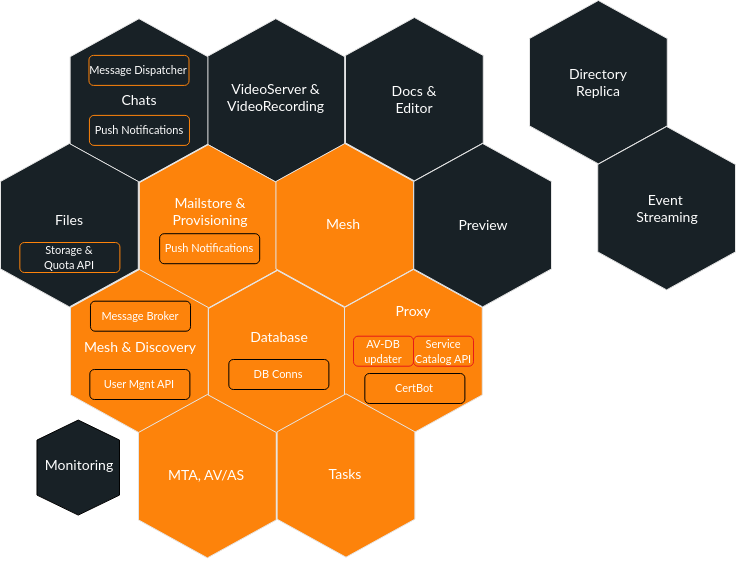 Message Dispatcher
Chats
Push Notifications
VideoServer &
VideoRecording
Docs &
Editor
Directory
Replica
Files
Storage &
Quota API
Mailstore &
Provisioning
Push Notifications
Mesh
Preview
Event
Streaming
Message Broker
Mesh & Discovery
User Mgnt API
Database
DB Conns
Proxy
AV-DB
updater
Service
Catalog API
CertBot
Monitoring
MTA, AV/AS
Tasks